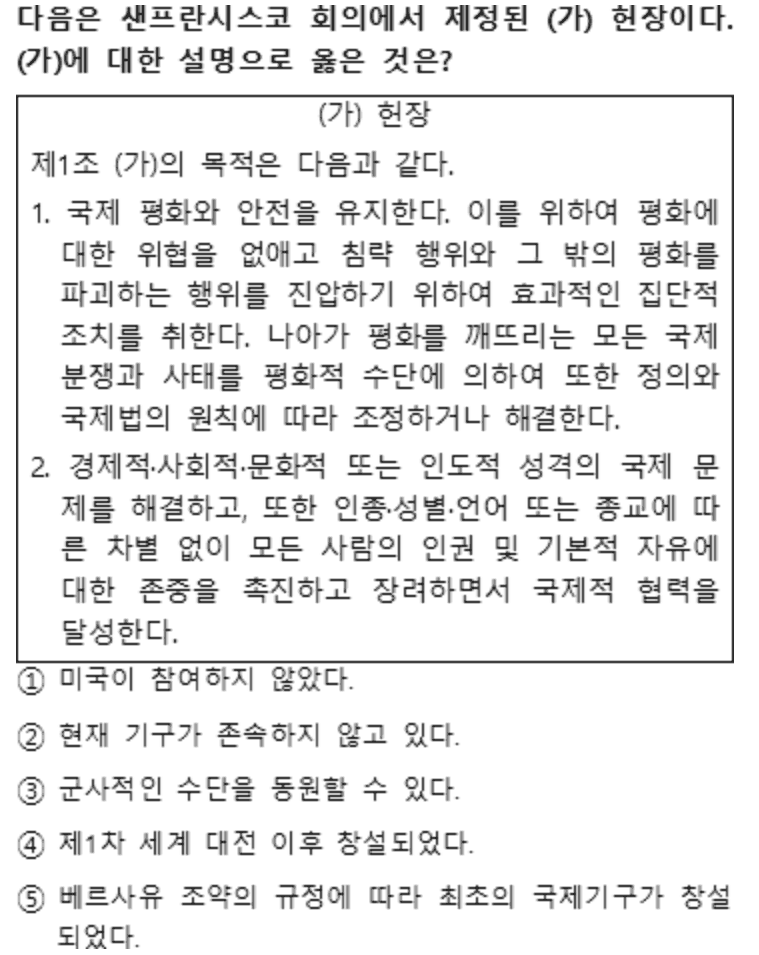 다음은 샌프란시스코 회의에서 제정된 (가) 헌장이다.
(가)에 대한 설명으로 옳은 것은?
(가) 헌장
제1조 (가)의 목적은 다음과 같다.
1. 국제 평화와 안전을 유지한다. 이를 위하여 평화에
대한 위협을 없애고 침략 행위와 그 밖의 평화를
파괴하는 행위를 진압하기 위하여 효과적인 집단적
조치를 취한다. 나아가 평화를 깨뜨리는 모든 국제
분쟁과 사태를 평화적 수단에 의하여 또한 정의와
국제법의 원칙에 따라 조정하거나 해결한다.
2. 경제적·사회적·문화적 또는 인도적 성격의 국제 문
제를 해결하고, 또한 인종·성별·언어 또는 종교에 따
른 차별 없이 모든 사람의 인권 및 기본적 자유에
대한 존중을 촉진하고 장려하면서 국제적 협력을
달성한다.
① 미국이 참여하지 않았다.
② 현재 기구가 존속하지 않고 있다.
③ 군사적인 수단을 동원할 수 있다.
④ 제1차 세계 대전 이후 창설되었다.
⑤ 베르사유 조약의 규정에 따라 최초의 국제기구가 창설
되었다.